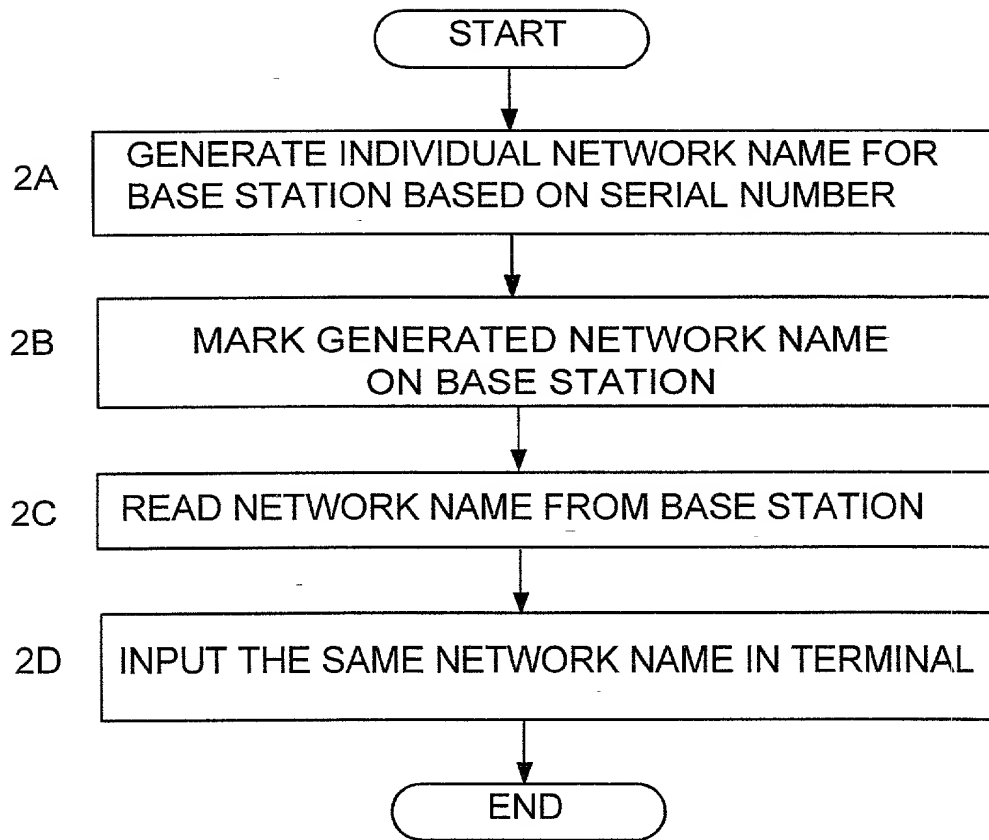 START
2A
GENERATE INDIVIDUAL NETWORK NAME FOR
BASE STATION BASED ON SERIAL NUMBER
2B
MARK GENERATED NETWORK NAME
ON BASE STATION
2C
READ NETWORK NAME FROM BASE STATION
2D
INPUT THE SAME NETWORK NAME IN TERMINAL
END